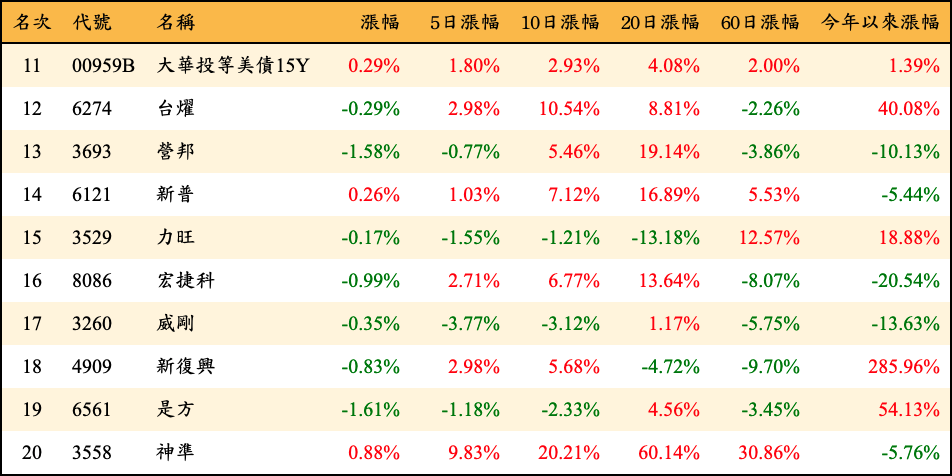 名次 代號 名稱 漲幅 5日漲幅 10日漲幅 20日漲幅 60日漲幅 今年以來漲幅
11 00959B 大華投等美債15Y 0.29% 1.80% 2.93% 4.08% 2.00% 1.39%
12 6274 台燿 -0.29% 2.98% 10.54% 8.81% -2.26% 40.08%
13 3693 營邦 -1.58% -0.77% 5.46% 19.14% -3.86% -10.13%
14 6121 新普 0.26% 1.03% 7.12% 16.89% 5.53% -5.44%
15 3529 力旺 -0.17% -1.55% -1.21% -13.18% 12.57% 18.88%
16 8086 宏捷科 -0.99% 2.71% 6.77% 13.64% -8.07% -20.54%
17 3260 威剛 -0.35% -3.77% -3.12% 1.17% -5.75% -13.63%
18 4909 新復興 -0.83% 2.98% 5.68% -4.72% -9.70% 285.96%
19 6561 是方 -1.61% -1.18% -2.33% 4.56% -3.45% 54.13%
20 3558 神準 0.88% 9.83% 20.21% 60.14% 30.86% -5.76%